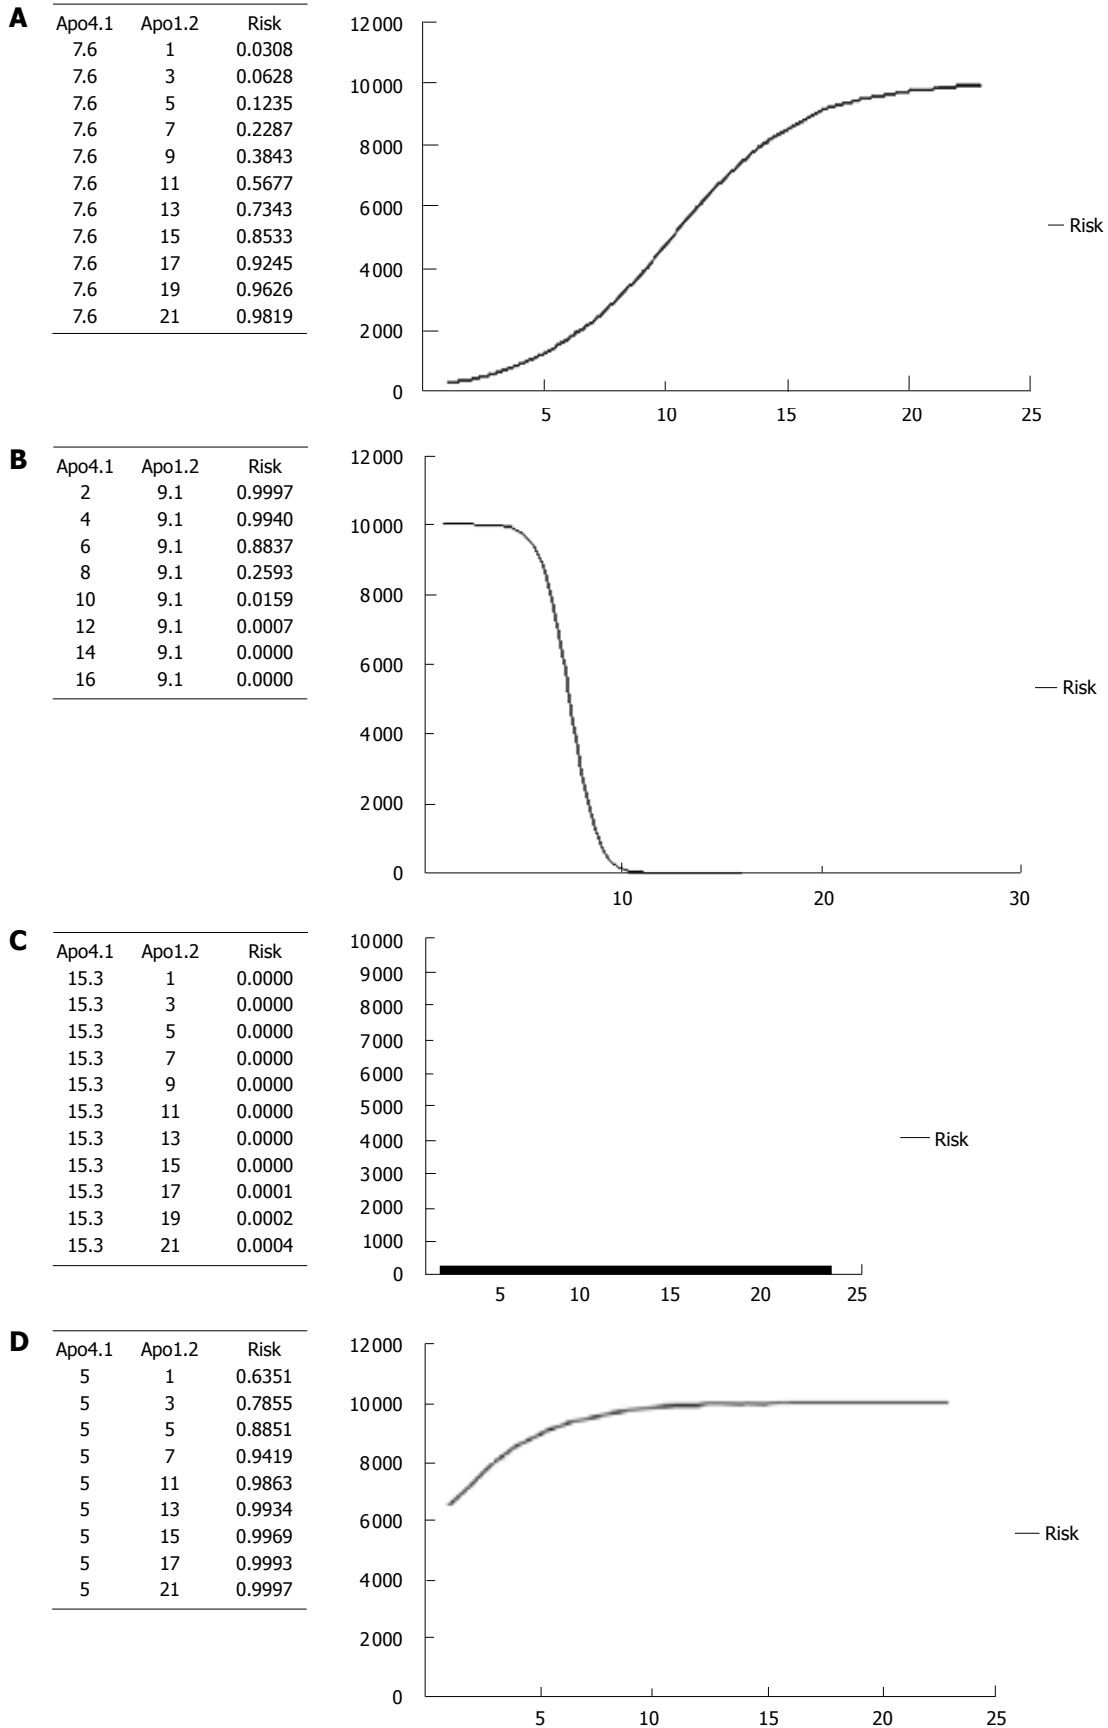 A
Apo4.1 Apo1.2 Risk
7.6 1 0.0308
7.6 3 0.0628
7.6 5 0.1235
7.6 7 0.2287
7.6 9 0.3843
7.6 11 0.5677
7.6 13 0.7343
7.6 15 0.8533
7.6 17 0.9245
7.6 19 0.9626
7.6 21 0.9819
12000
10000
8000
6000
4000
2000
0
5 10 15 20 25
Risk
B
Apo4.1 Apo1.2 Risk
2 9.1 0.9997
4 9.1 0.9940
6 9.1 0.8837
8 9.1 0.2593
10 9.1 0.0159
12 9.1 0.0007
14 9.1 0.0000
16 9.1 0.0000
12000
10000
8000
6000
4000
2000
0
10 20 30
Risk
C
Apo4.1 Apo1.2 Risk
15.3 1 0.0000
15.3 3 0.0000
15.3 5 0.0000
15.3 7 0.0000
15.3 9 0.0000
15.3 11 0.0000
15.3 13 0.0000
15.3 15 0.0000
15.3 17 0.0001
15.3 19 0.0002
15.3 21 0.0004
10000
9000
8000
7000
6000
5000
4000
3000
2000
1000
0
5 10 15 20 25
Risk
D
Apo4.1 Apo1.2 Risk
5 1 0.6351
5 3 0.7855
5 5 0.8851
5 7 0.9419
5 11 0.9863
5 13 0.9934
5 15 0.9969
5 17 0.9993
5 21 0.9997
12000
10000
8000
6000
4000
2000
0
5 10 15 20 25
Risk